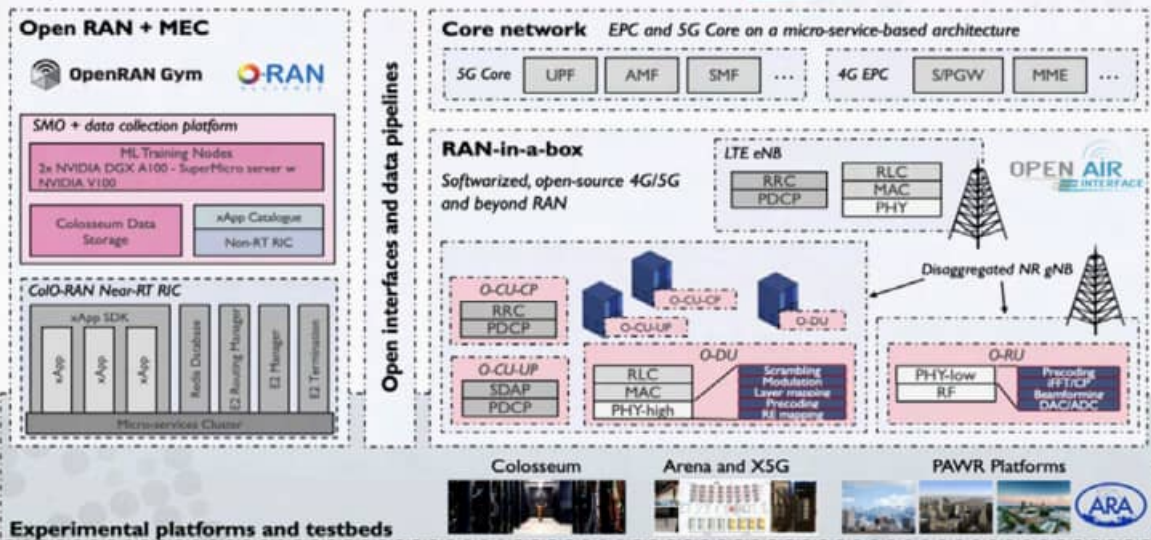 Open RAN + MEC
OpenRAN Gym
O-RAN
ALLIANCE
SMO + data collection platform
ML Training Nodes
2x NVIDIA DGX A100 - SuperMicro server w
NVIDIA V100
Colosseum Data
Storage
xApp Catalogue
Non-RT RIC
ColO-RAN Near-RT RIC
xApp SDK
xApp
xApp
xApp
Redis Database
E2 Routing Manager
E2 Manager
E2 Termination
Micro-services Cluster
Open interfaces and data pipelines
Core network EPC and 5G Core on a micro-service-based architecture
5G Core
UPF
AMF
SMF
...
4G EPC
S/PGW
MME
...
RAN-in-a-box
Softwarized, open-source 4G/5G
and beyond RAN
LTE eNB
RRC
PDCP
RLC
MAC
PHY
OPEN AIR
INTERFACE
Disaggregated NR gNB
O-CU-CP
RRC
PDCP
O-CU-UP
SDAP
PDCP
O-CU-CP
O-CU-UP
O-DU
O-DU
RLC
MAC
PHY-high
Scrambling
Modulation
Layer mapping
Precoding
RE mapping
O-RU
PHY-low
RF
Precoding
iFFT/CP
Beamforming
DAC/ADC
Experimental platforms and testbeds
Colosseum
Arena and X5G
PAWR Platforms
ARA